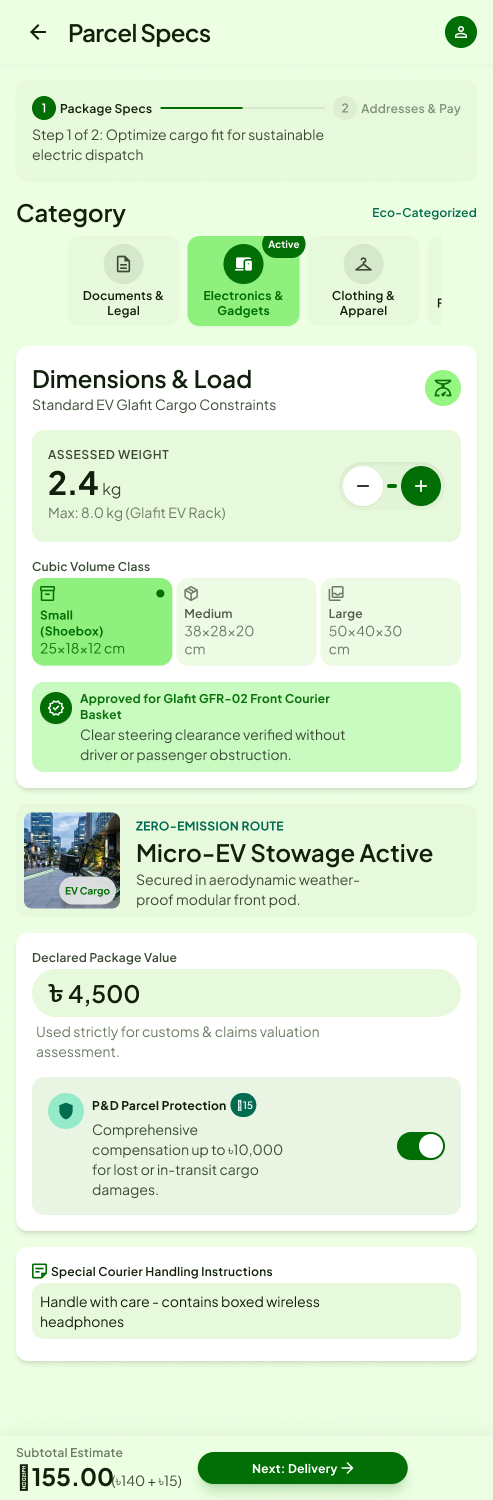 Parcel Specs
1 Package Specs
2 Addresses & Pay
Step 1 of 2: Optimize cargo fit for sustainable
electric dispatch
Category
Eco-Categorized
Documents &
Legal
Active
Electronics &
Gadgets
Clothing &
Apparel
Dimensions & Load
Standard EV Glafit Cargo Constraints
ASSESSED WEIGHT
2.4 kg
Max: 8.0 kg (Glafit EV Rack)
Cubic Volume Class
Small
(Shoebox)
25×18×12 cm
Medium
38×28×20
cm
Large
50×40×30
cm
Approved for Glafit GFR-02 Front Courier
Basket
Clear steering clearance verified without
driver or passenger obstruction.
EV Cargo
ZERO-EMISSION ROUTE
Micro-EV Stowage Active
Secured in aerodynamic weather-
proof modular front pod.
Declared Package Value
৳ 4,500
Used strictly for customs & claims valuation
assessment.
P&D Parcel Protection
15
Comprehensive
compensation up to ৳10,000
for lost or in-transit cargo
damages.
Special Courier Handling Instructions
Handle with care - contains boxed wireless
headphones
Subtotal Estimate
155.00 (৳140 + ৳15)
Next: Delivery →